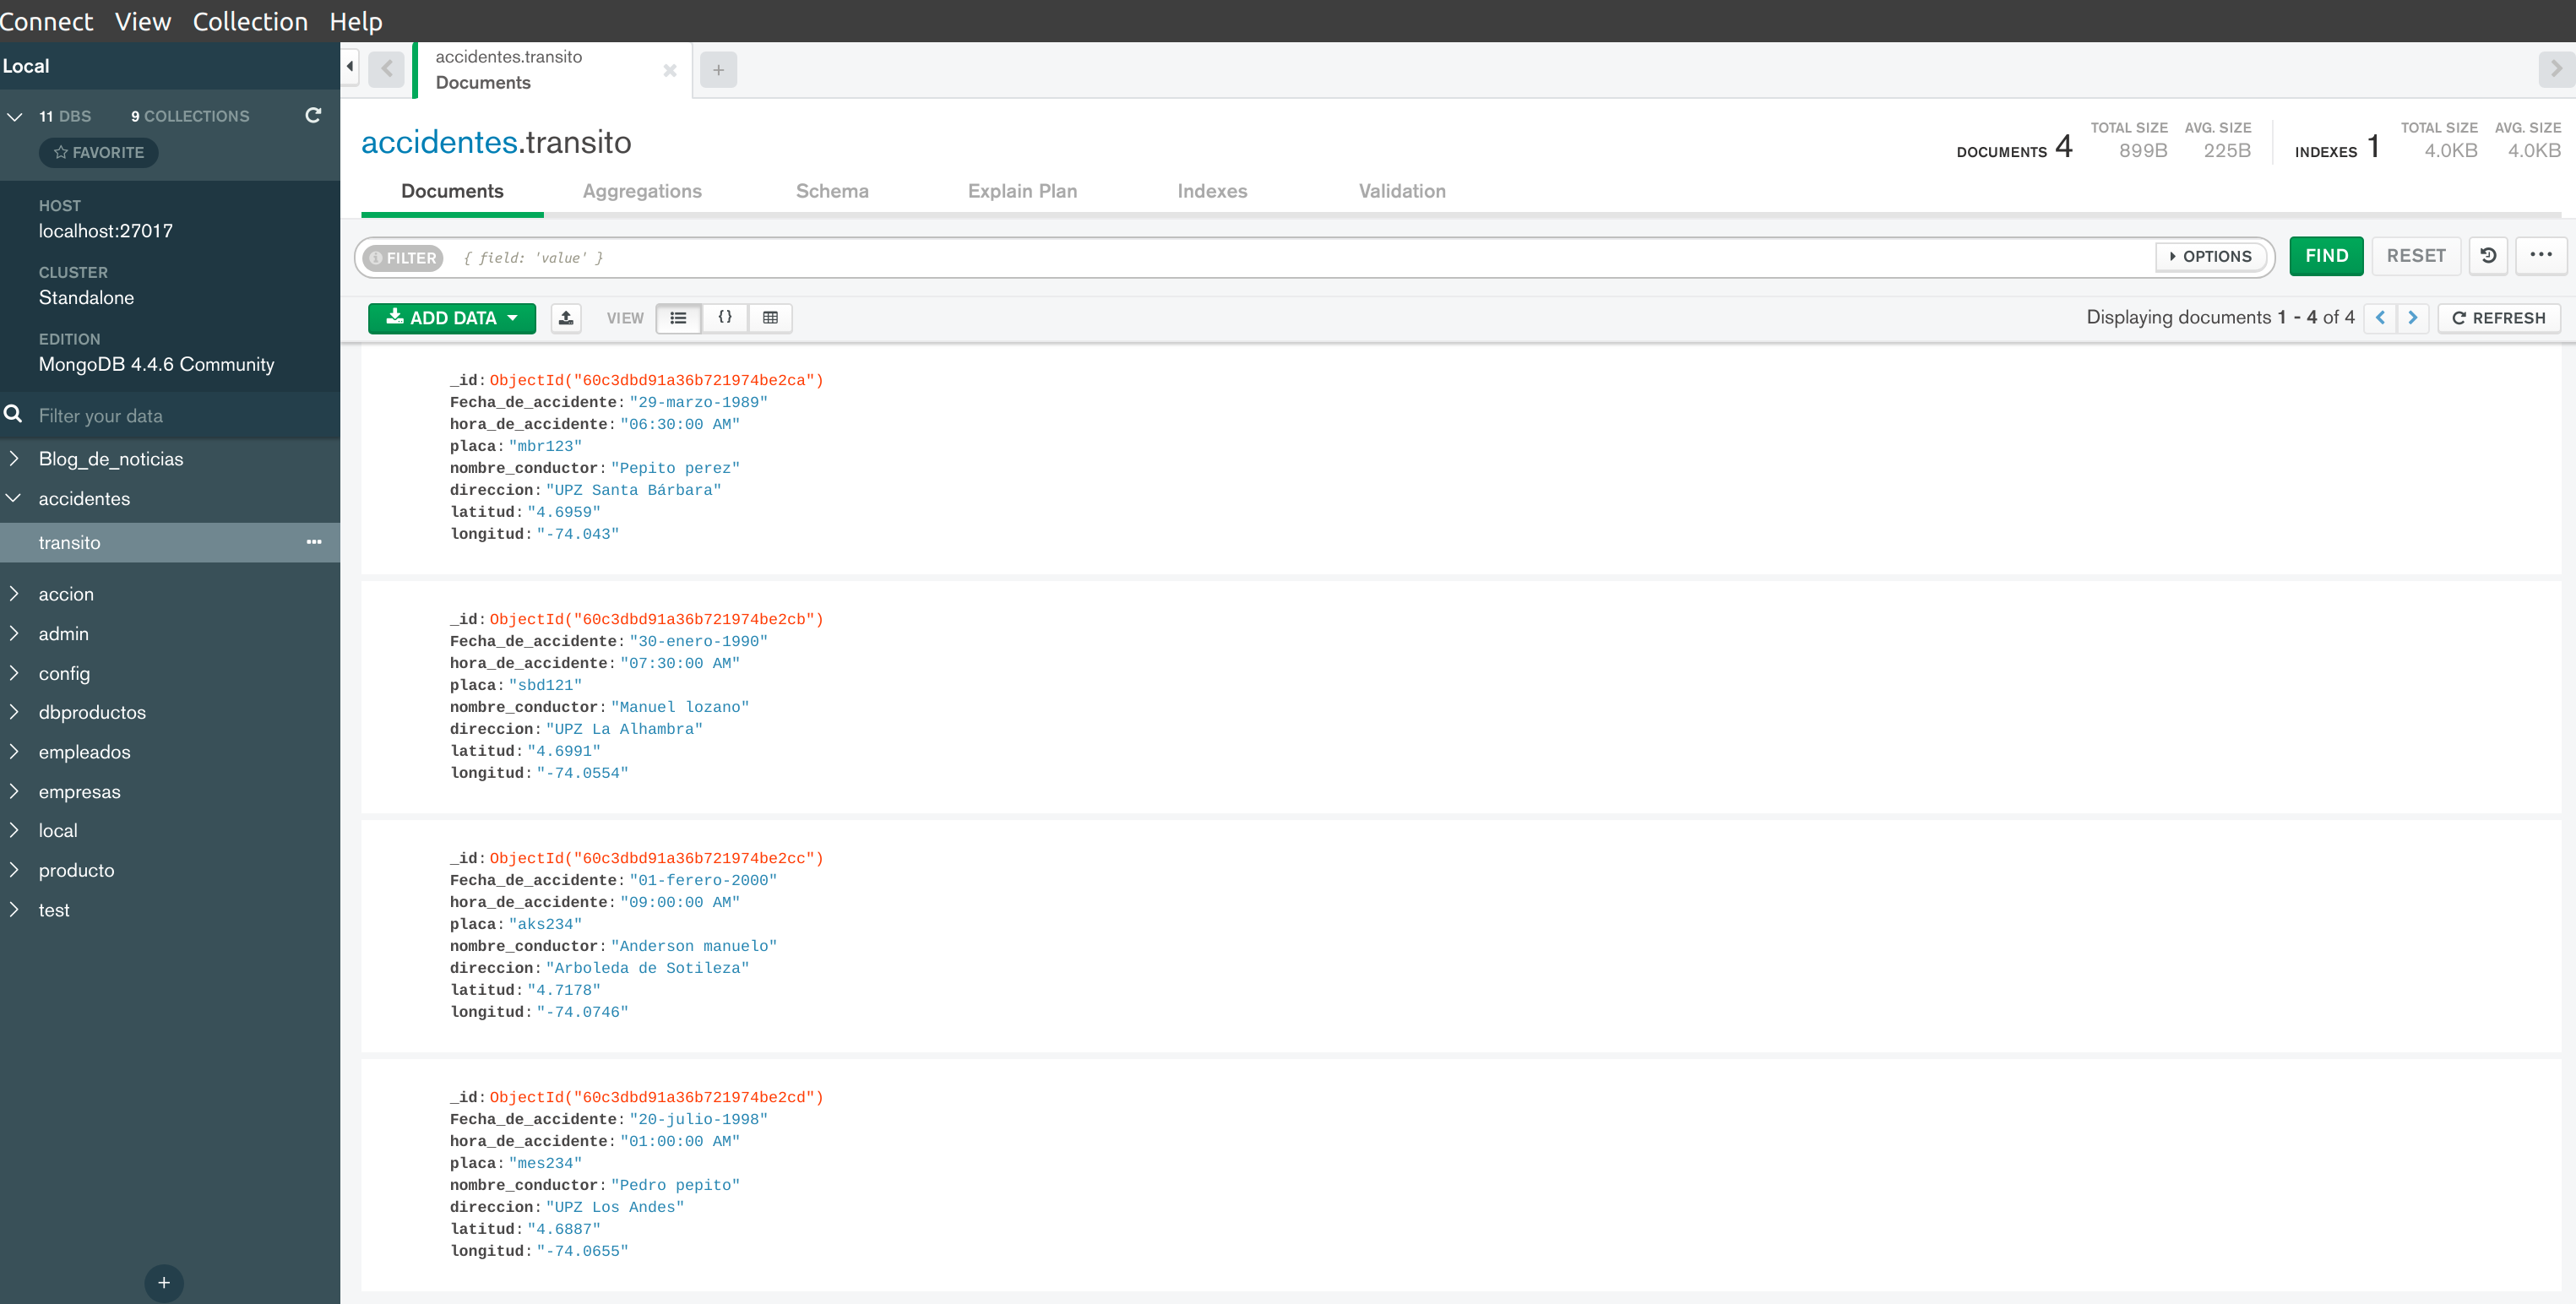 Connect View Collection Help
Local
11 DBS 9 COLLECTIONS
FAVORITE
HOST
localhost:27017
CLUSTER
Standalone
EDITION
MongoDB 4.4.6 Community
Filter your data
Blog_de_noticias
accidentes
transito
accion
admin
config
dbproductos
empleados
empresas
local
producto
test
accidentes.transito
Documents
accidentes.transito
DOCUMENTS 4 TOTAL SIZE 899B AVG. SIZE 225B INDEXES 1 TOTAL SIZE 4.0KB AVG. SIZE 4.0KB
Documents Aggregations Schema Explain Plan Indexes Validation
FILTER { field: 'value' } OPTIONS FIND RESET
ADD DATA VIEW {} Displaying documents 1 - 4 of 4 REFRESH
_id: ObjectId("60c3dbd91a36b721974be2ca")
Fecha_de_accidente: "29-marzo-1989"
hora_de_accidente: "06:30:00 AM"
placa: "mbr123"
nombre_conductor: "Pepito perez"
direccion: "UPZ Santa Bárbara"
latitud: "4.6959"
longitud: "-74.043"
_id: ObjectId("60c3dbd91a36b721974be2cb")
Fecha_de_accidente: "30-enero-1990"
hora_de_accidente: "07:30:00 AM"
placa: "sbd121"
nombre_conductor: "Manuel lozano"
direccion: "UPZ La Alhambra"
latitud: "4.6991"
longitud: "-74.0554"
_id: ObjectId("60c3dbd91a36b721974be2cc")
Fecha_de_accidente: "01-ferero-2000"
hora_de_accidente: "09:00:00 AM"
placa: "aks234"
nombre_conductor: "Anderson manuelo"
direccion: "Arboleda de Sotileza"
latitud: "4.7178"
longitud: "-74.0746"
_id: ObjectId("60c3dbd91a36b721974be2cd")
Fecha_de_accidente: "20-julio-1998"
hora_de_accidente: "01:00:00 AM"
placa: "mes234"
nombre_conductor: "Pedro pepito"
direccion: "UPZ Los Andes"
latitud: "4.6887"
longitud: "-74.0655"